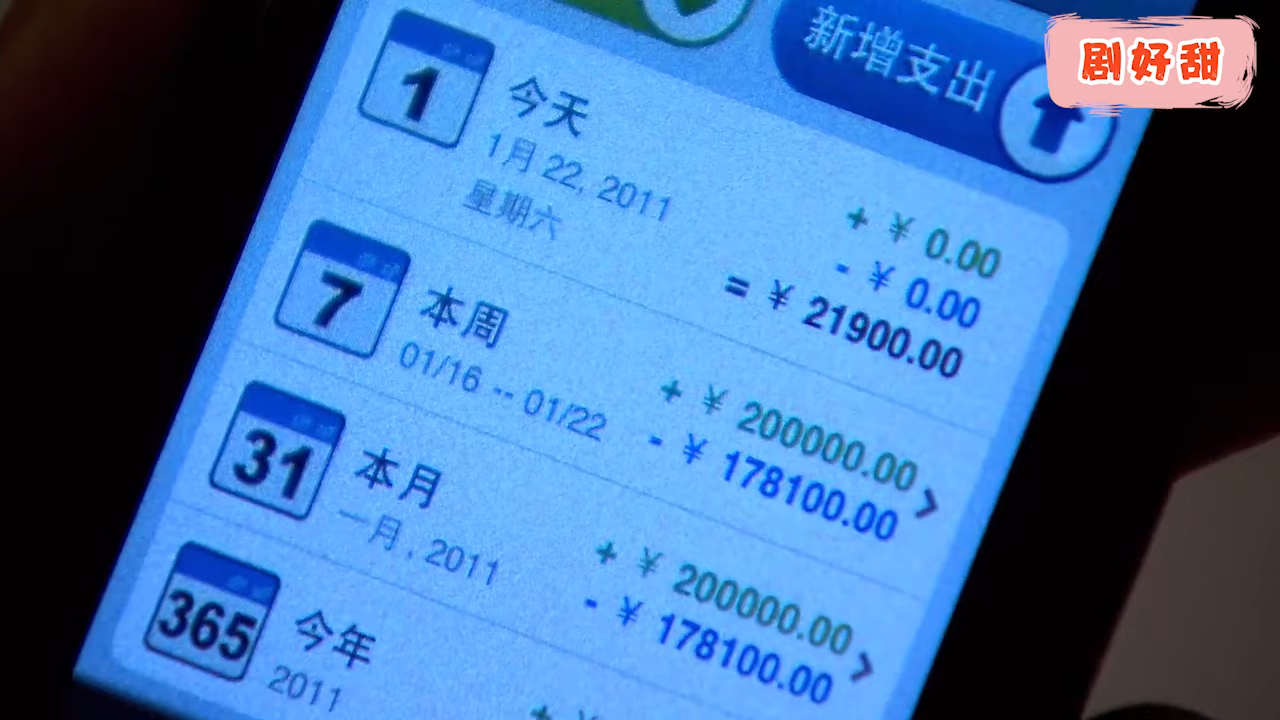 新增支出
剧好甜
1
今天
1月 22, 2011
星期六
+ ¥ 0.00
- ¥ 0.00
= ¥ 21900.00
7
本周
01/16 -- 01/22
+ ¥ 200000.00
- ¥ 178100.00
31
本月
一月, 2011
+ ¥ 200000.00
- ¥ 178100.00
365
今年
2011
+ ¥